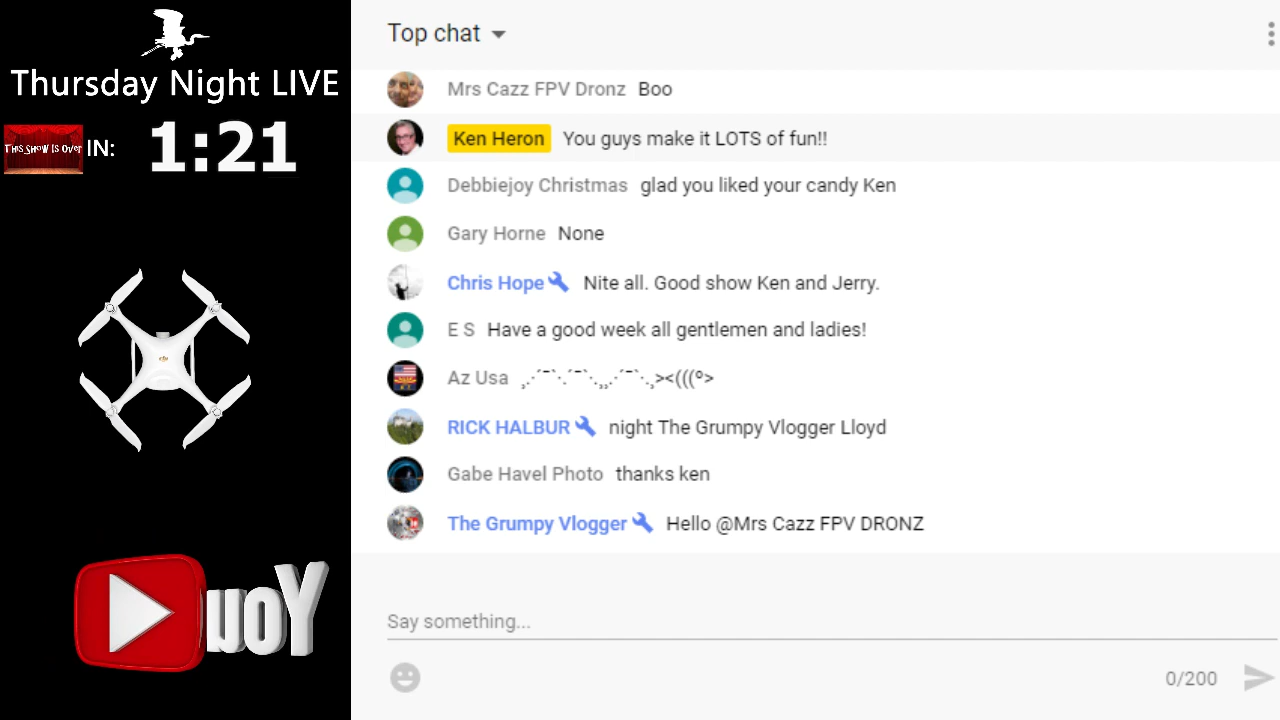 Thursday Night LIVE
THIS SHOW IS OVER IN: 1:21
You
Top chat
Mrs Cazz FPV Dronz Boo
Ken Heron You guys make it LOTS of fun!!
Debbiejoy Christmas glad you liked your candy Ken
Gary Horne None
Chris Hope Nite all. Good show Ken and Jerry.
E S Have a good week all gentlemen and ladies!
Az Usa ¸.·´¯`·.´¯`·.¸¸.·´¯`·.¸><(((º>
RICK HALBUR night The Grumpy Vlogger Lloyd
Gabe Havel Photo thanks ken
The Grumpy Vlogger Hello @Mrs Cazz FPV DRONZ
Say something...
0/200